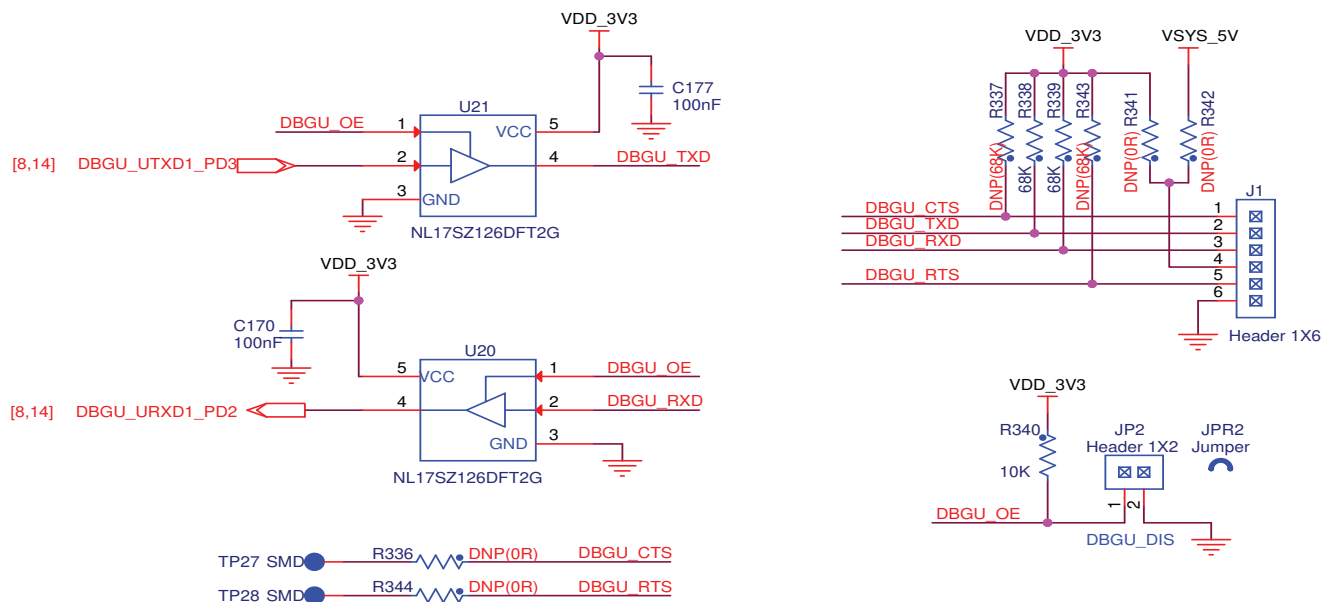 VDD_3V3
C177
100nF
U21
DBGU_OE
1
VCC
5
[8,14]
DBGU_UTXD1_PD3
2
4
DBGU_TXD
3
GND
NL17SZ126DFT2G
VDD_3V3
C170
100nF
U20
5
VCC
1
DBGU_OE
[8,14]
DBGU_URXD1_PD2
4
2
DBGU_RXD
GND
3
NL17SZ126DFT2G
TP27 SMD
R336
DNP(0R)
DBGU_CTS
TP28 SMD
R344
DNP(0R)
DBGU_RTS
VDD_3V3
VSYS_5V
R337
DNP(68K)
R338
68K
R339
68K
R343
DNP(68K)
R341
DNP(0R)
R342
DNP(0R)
J1
DBGU_CTS
1
DBGU_TXD
2
DBGU_RXD
3
4
DBGU_RTS
5
6
Header 1X6
VDD_3V3
R340
10K
JP2
Header 1X2
JPR2
Jumper
DBGU_OE
1
2
DBGU_DIS